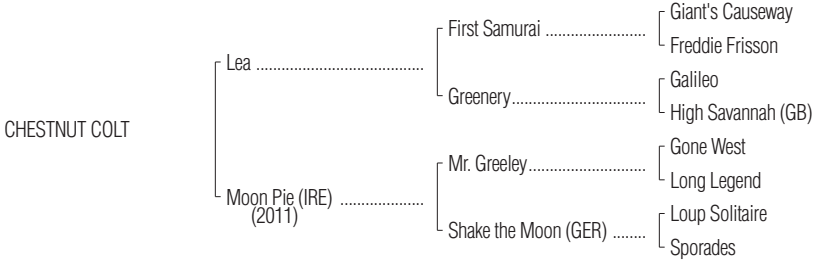 Giant's Causeway
First Samurai ........................
Freddie Frisson
Lea ........................................
Galileo
Greenery................................
High Savannah (GB)
CHESTNUT COLT
Gone West
Mr. Greeley............................
Long Legend
Moon Pie (IRE) ....................
(2011)
Loup Solitaire
Shake the Moon (GER) ........
Sporades